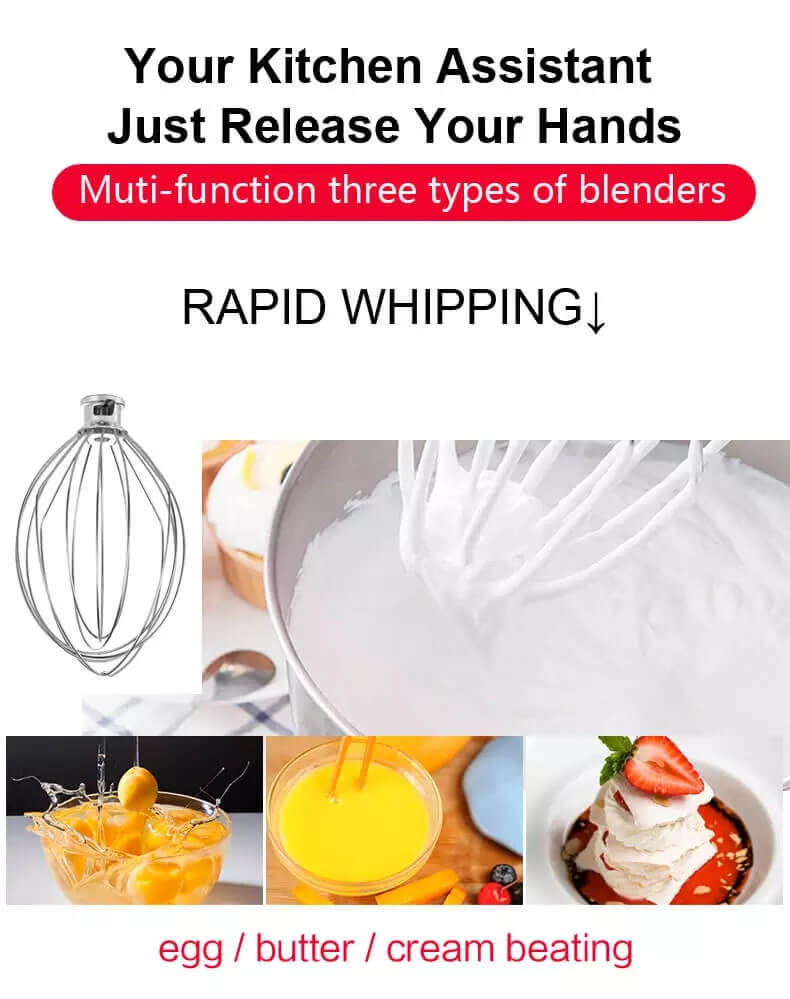 Your Kitchen Assistant
Just Release Your Hands
Muti-function three types of blenders
RAPID WHIPPING↓
egg / butter / cream beating